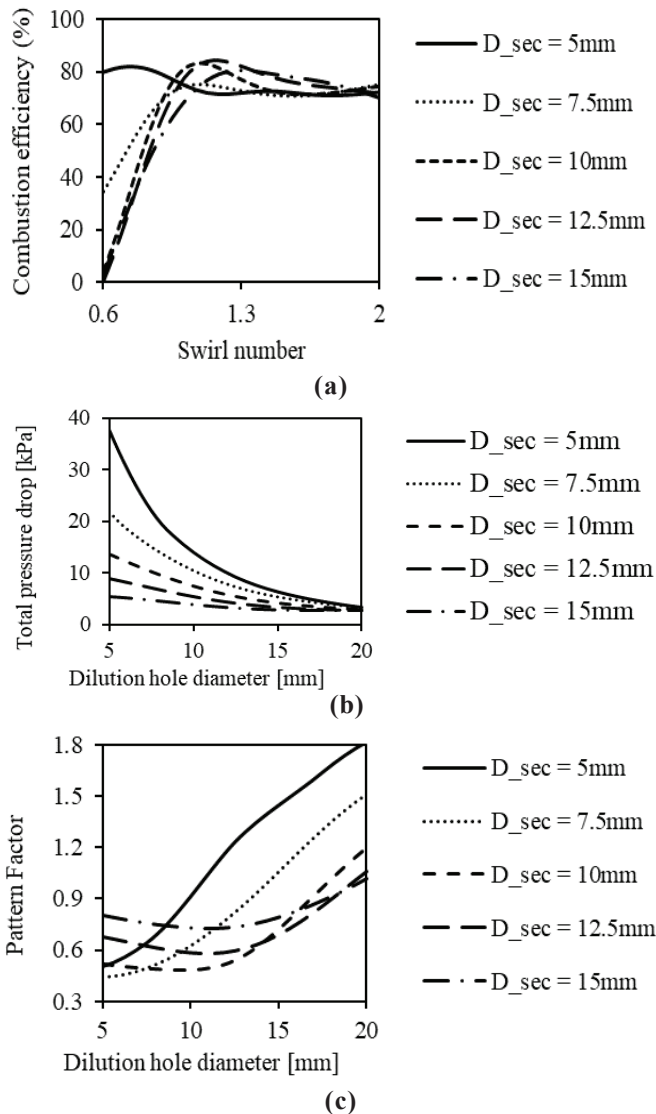 Combustion efficiency (%)
100
80
60
40
20
0
0.6
1.3
2
Swirl number
D_sec = 5mm
D_sec = 7.5mm
D_sec = 10mm
D_sec = 12.5mm
D_sec = 15mm
(a)
Total pressure drop [kPa]
40
30
20
10
0
5
10
15
20
Dilution hole diameter [mm]
D_sec = 5mm
D_sec = 7.5mm
D_sec = 10mm
D_sec = 12.5mm
D_sec = 15mm
(b)
Pattern Factor
1.8
1.5
1.2
0.9
0.6
0.3
5
10
15
20
Dilution hole diameter [mm]
D_sec = 5mm
D_sec = 7.5mm
D_sec = 10mm
D_sec = 12.5mm
D_sec = 15mm
(c)